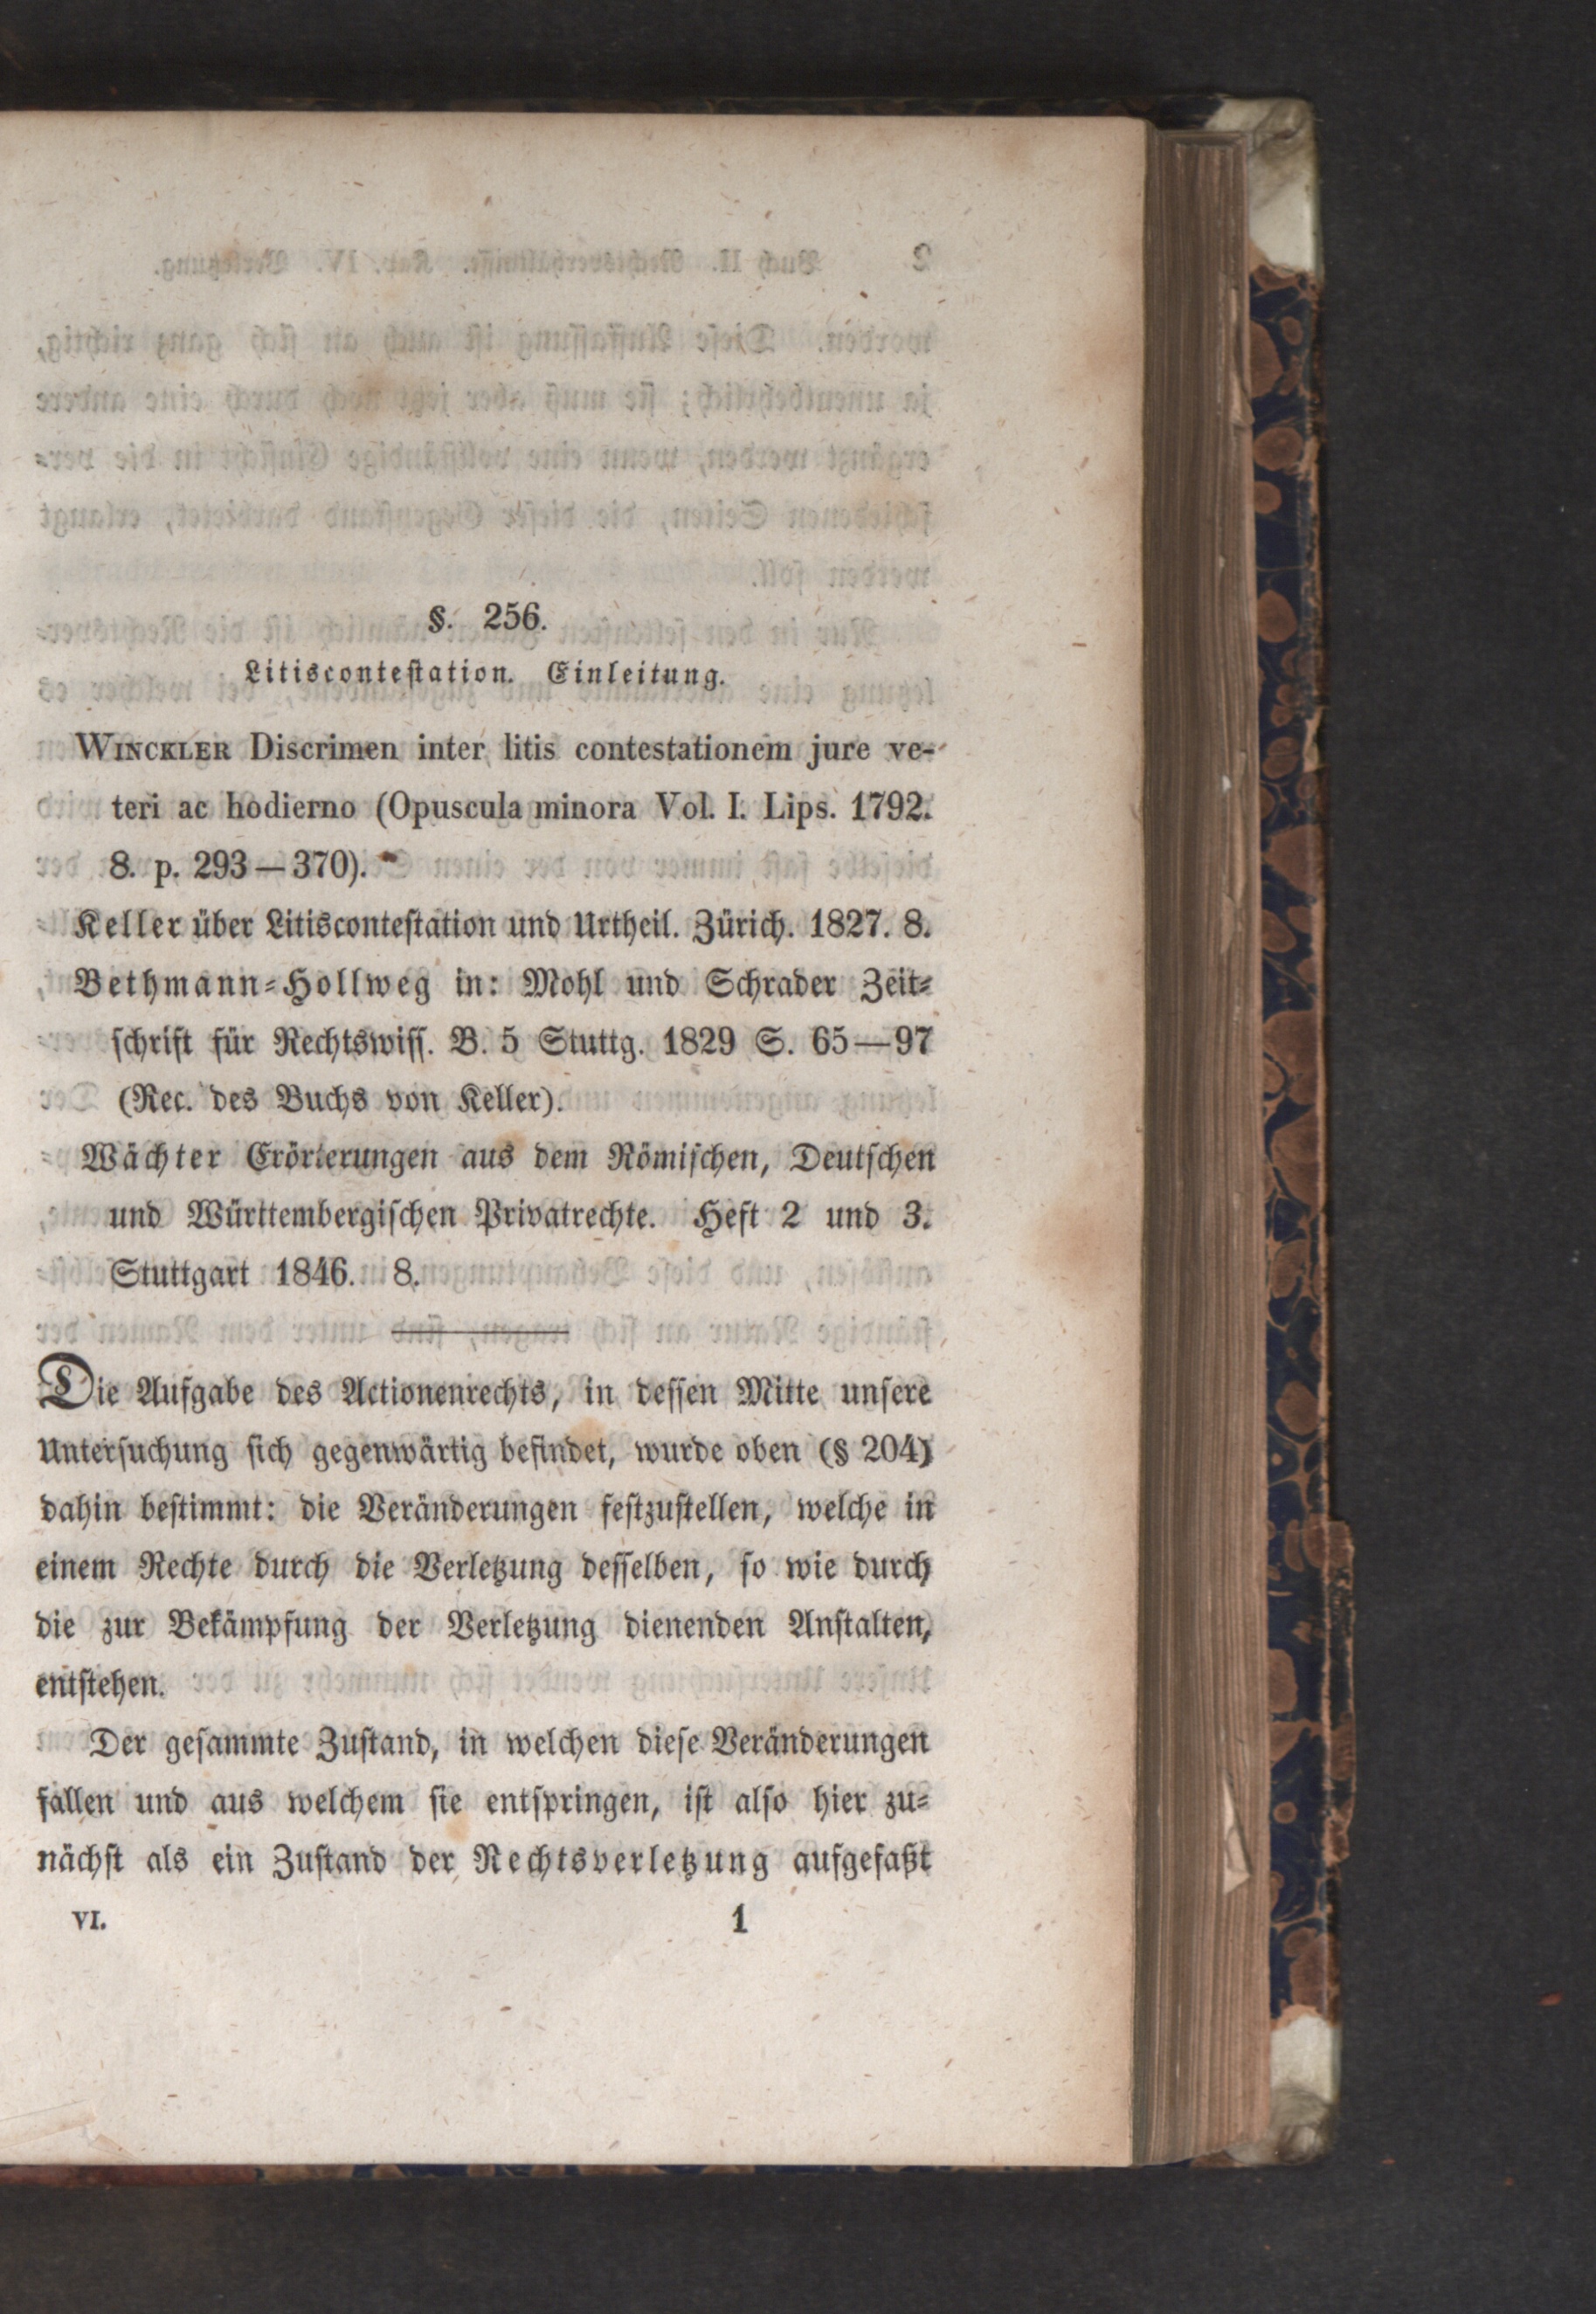 §. 256.
Litiscontestation. Einleitung.
WINCKLER Discrimen inter litis contestationem jure ve-
teri ac hodierno (Opuscula minora Vol. I. Lips. 1792.
8. p. 293—370).
Keller über Litiscontestation und Urtheil. Zürich. 1827. 8.
Bethmann-Hollweg in: Mohl und Schrader Zeit-
schrift für Rechtswiss. B. 5 Stuttg. 1829 S. 65—97
(Rec. des Buchs von Keller).
Wächter Erörterungen aus dem Römischen, Deutschen
und Württembergischen Privatrechte. Heft 2 und 3.
Stuttgart 1846. 8.
Die Aufgabe des Actionenrechts, in dessen Mitte unsere
Untersuchung sich gegenwärtig befindet, wurde oben (§ 204)
dahin bestimmt: die Veränderungen festzustellen, welche in
einem Rechte durch die Verletzung desselben, so wie durch
die zur Bekämpfung der Verletzung dienenden Anstalten,
entstehen.
Der gesammte Zustand, in welchen diese Veränderungen
fallen und aus welchem sie entspringen, ist also hier zu-
nächst als ein Zustand der Rechtsverletzung aufgefaßt
VI. 1